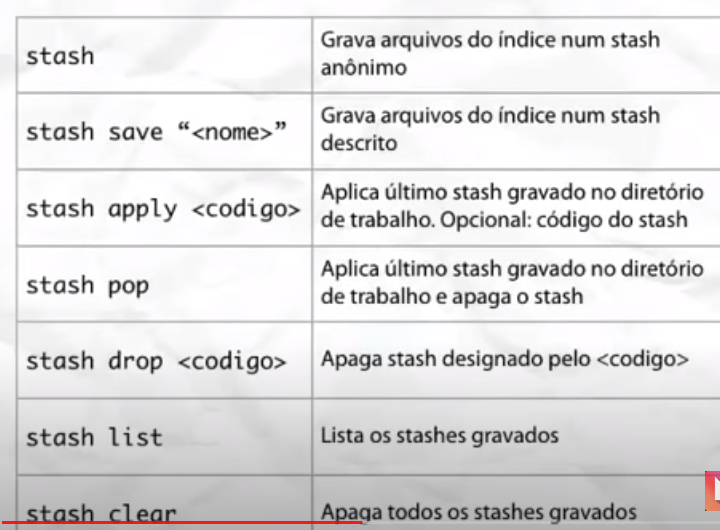 stash
Grava arquivos do índice num stash
anônimo
stash save “<nome>”
Grava arquivos do índice num stash
descrito
stash apply <codigo>
Aplica último stash gravado no diretório
de trabalho. Opcional: código do stash
stash pop
Aplica último stash gravado no diretório
de trabalho e apaga o stash
stash drop <codigo>
Apaga stash designado pelo <codigo>
stash list
Lista os stashes gravados
stash clear
Apaga todos os stashes gravados